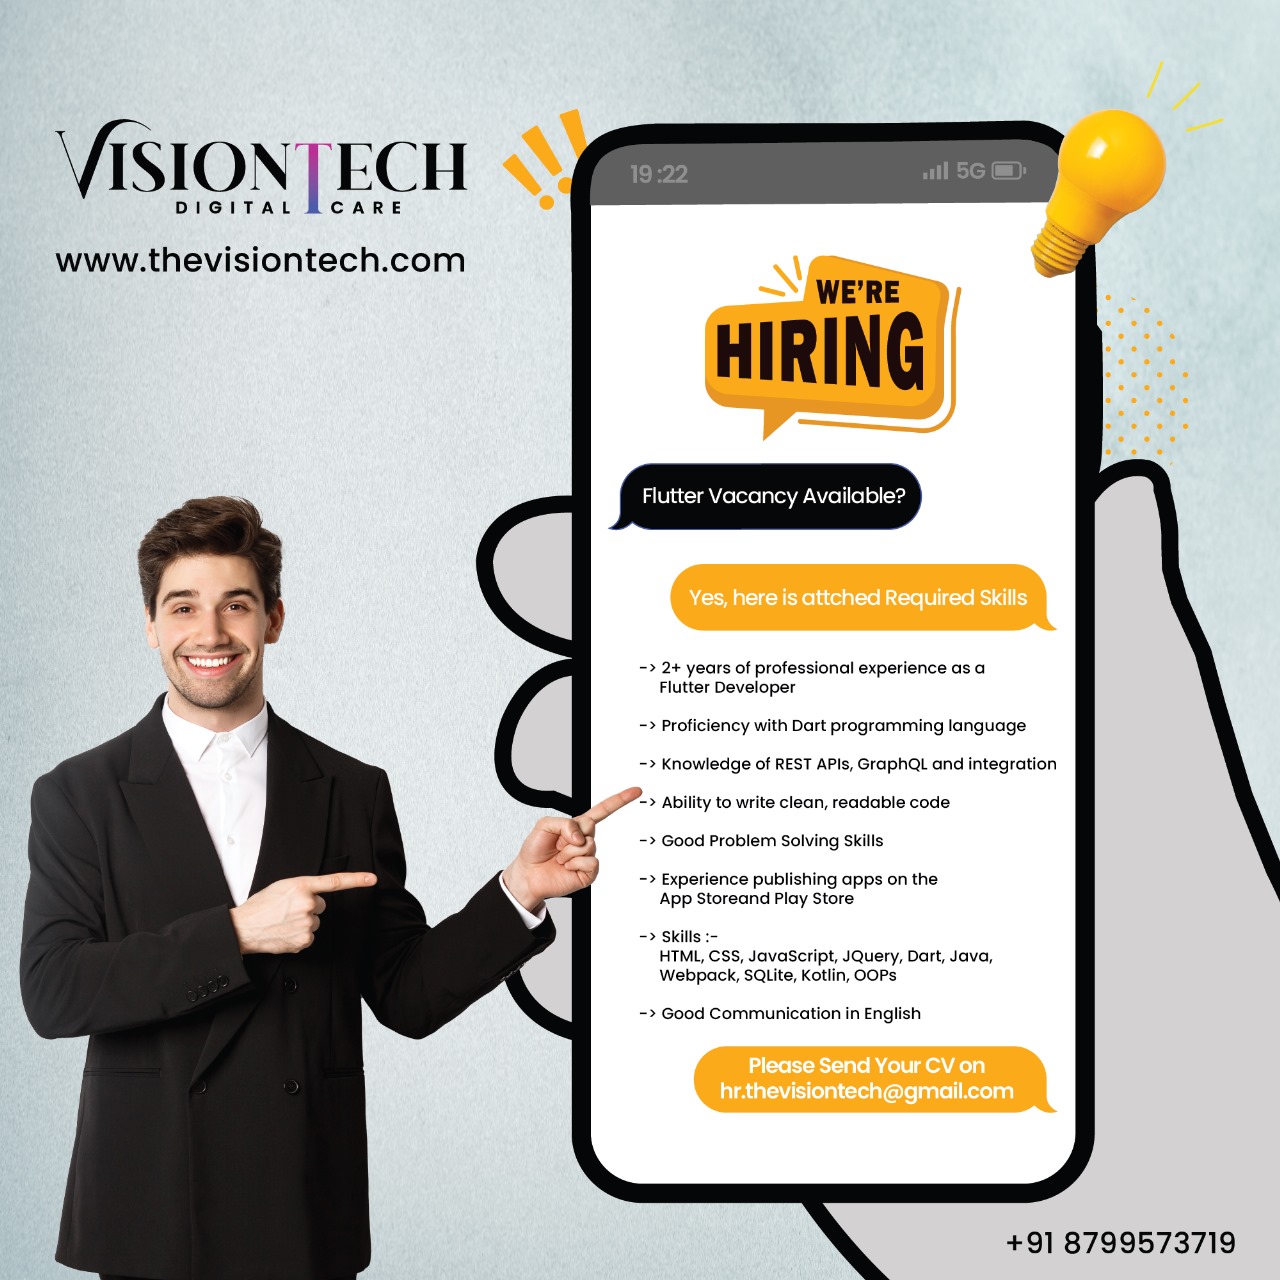 VISIONTECH
DIGITAL CARE
www.thevisiontech.com
19:22
5G
WE'RE
HIRING
Flutter Vacancy Available?
Yes, here is attched Required Skills
-> 2+ years of professional experience as a
Flutter Developer
-> Proficiency with Dart programming language
-> Knowledge of REST APIs, GraphQL and integration
-> Ability to write clean, readable code
-> Good Problem Solving Skills
-> Experience publishing apps on the
App Storeand Play Store
-> Skills :-
HTML, CSS, JavaScript, JQuery, Dart, Java,
Webpack, SQLite, Kotlin, OOPs
-> Good Communication in English
Please Send Your CV on
hr.thevisiontech@gmail.com
+91 8799573719